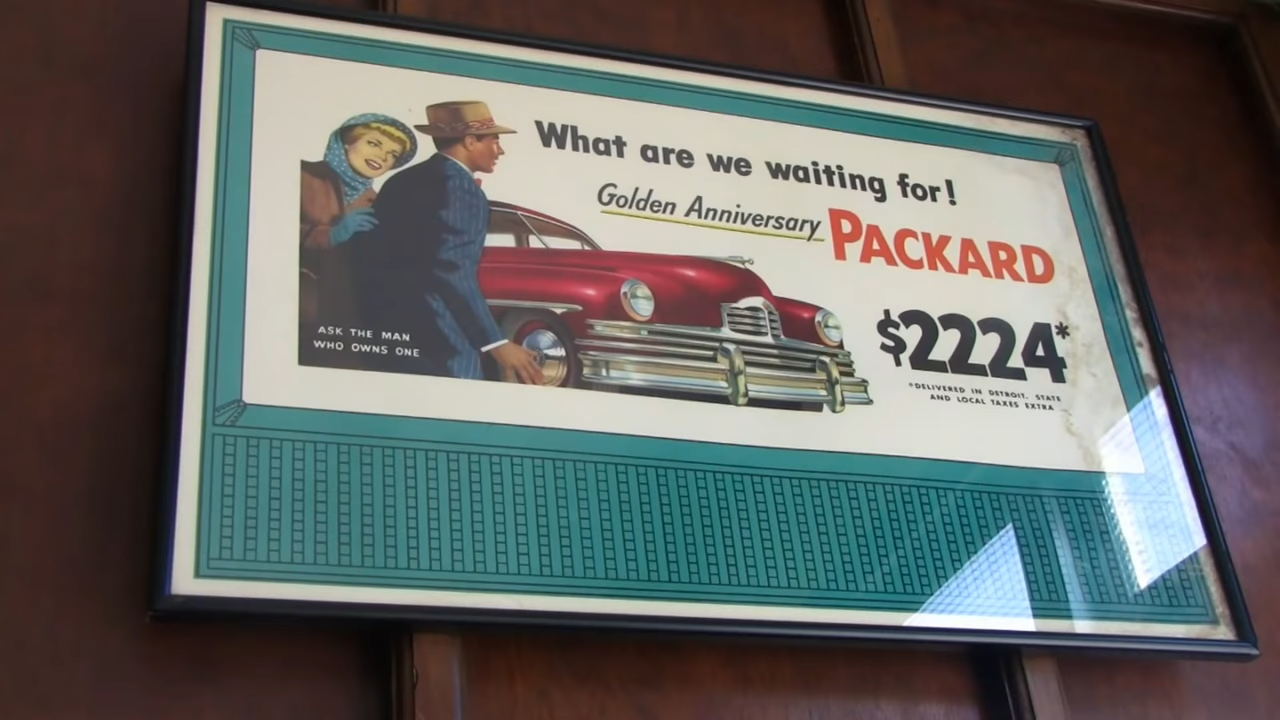 What are we waiting for!
Golden Anniversary PACKARD
$2224*
*DELIVERED IN DETROIT. STATE
AND LOCAL TAXES EXTRA
ASK THE MAN
WHO OWNS ONE